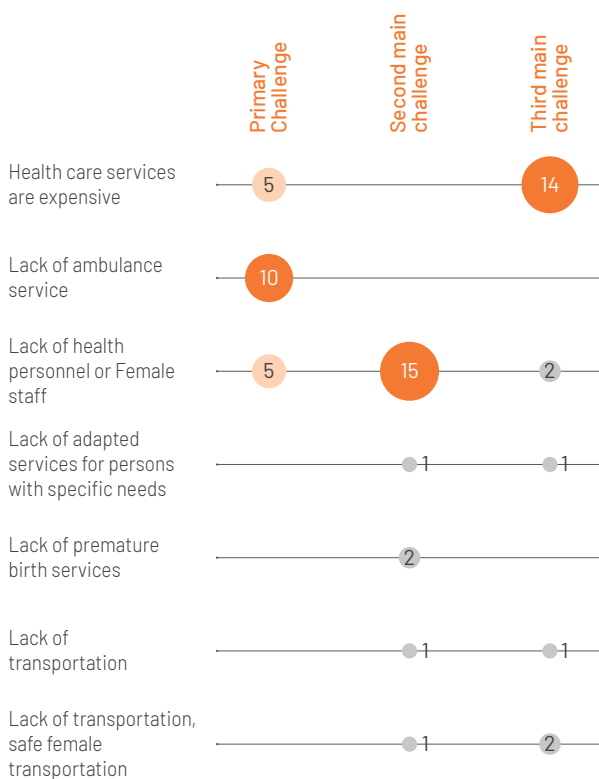 Primary
Challenge
Second main
challenge
Third main
challenge
Health care services
are expensive
5
14
Lack of ambulance
service
10
Lack of health
personnel or Female
staff
5
15
2
Lack of adapted
services for persons
with specific needs
1
1
Lack of premature
birth services
2
Lack of
transportation
1
1
Lack of transportation,
safe female
transportation
1
2